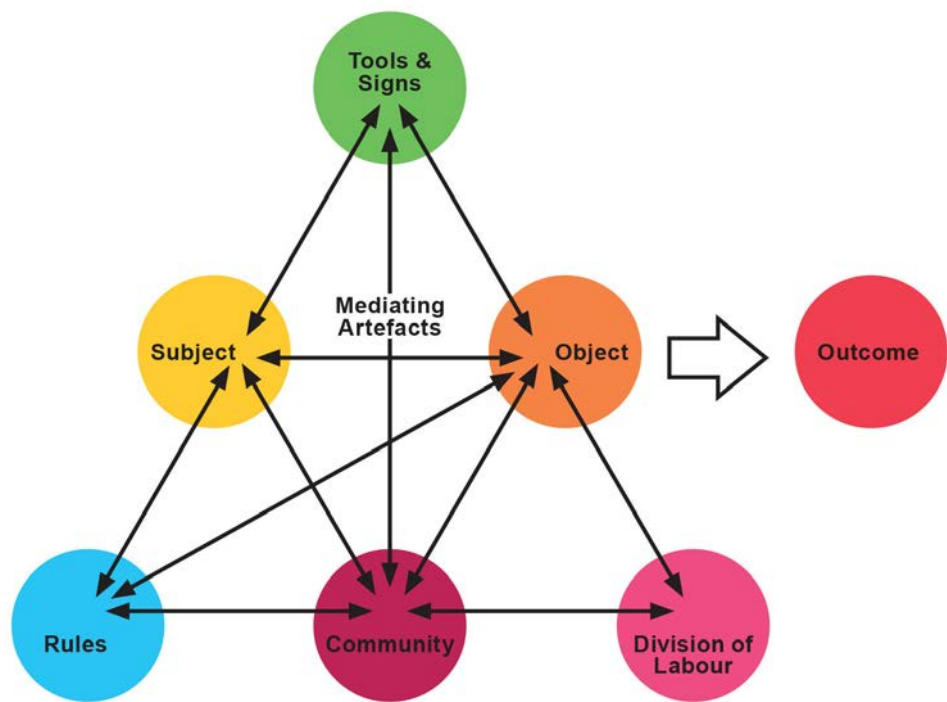 Tools &
Signs
Mediating
Artefacts
Subject
Object
Outcome
Rules
Community
Division of
Labour